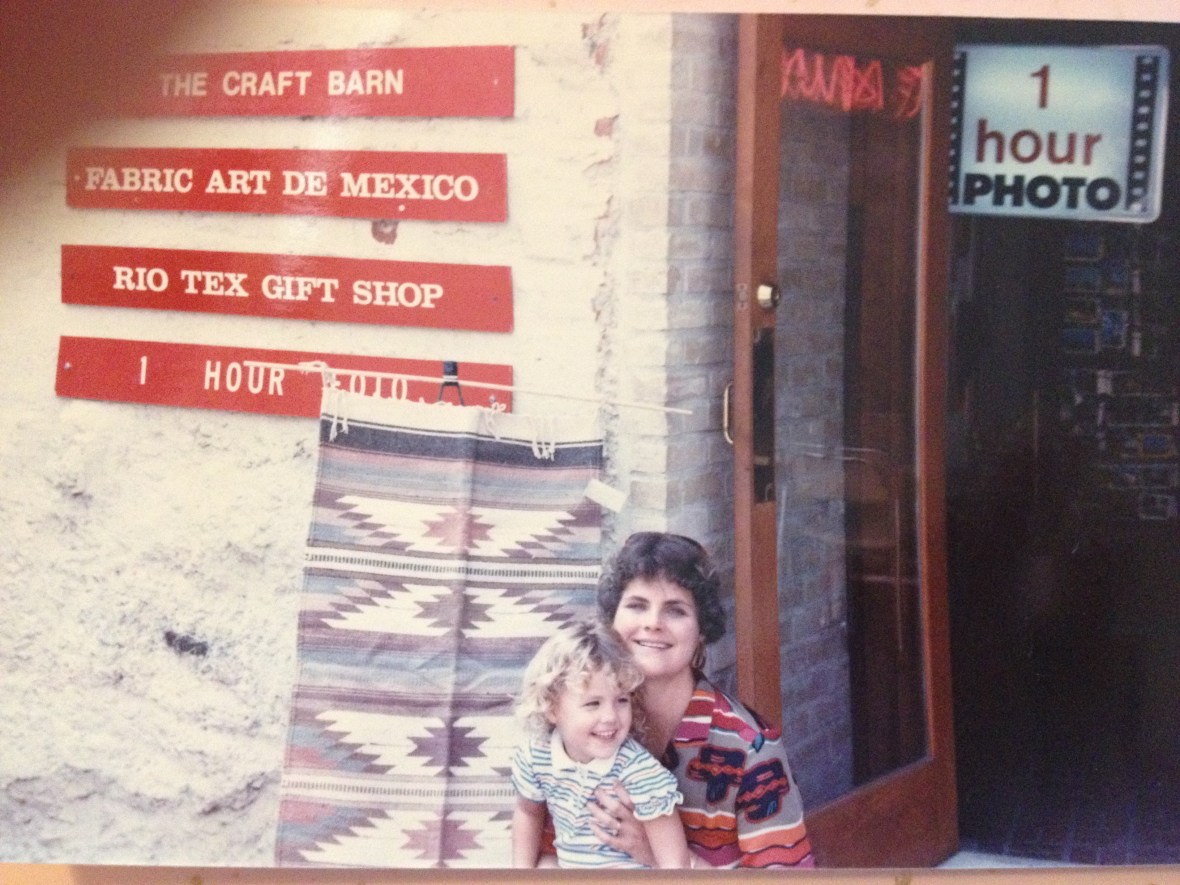 THE CRAFT BARN
FABRIC ART DE MEXICO
RIO TEX GIFT SHOP
1 HOUR
1
hour
PHOTO